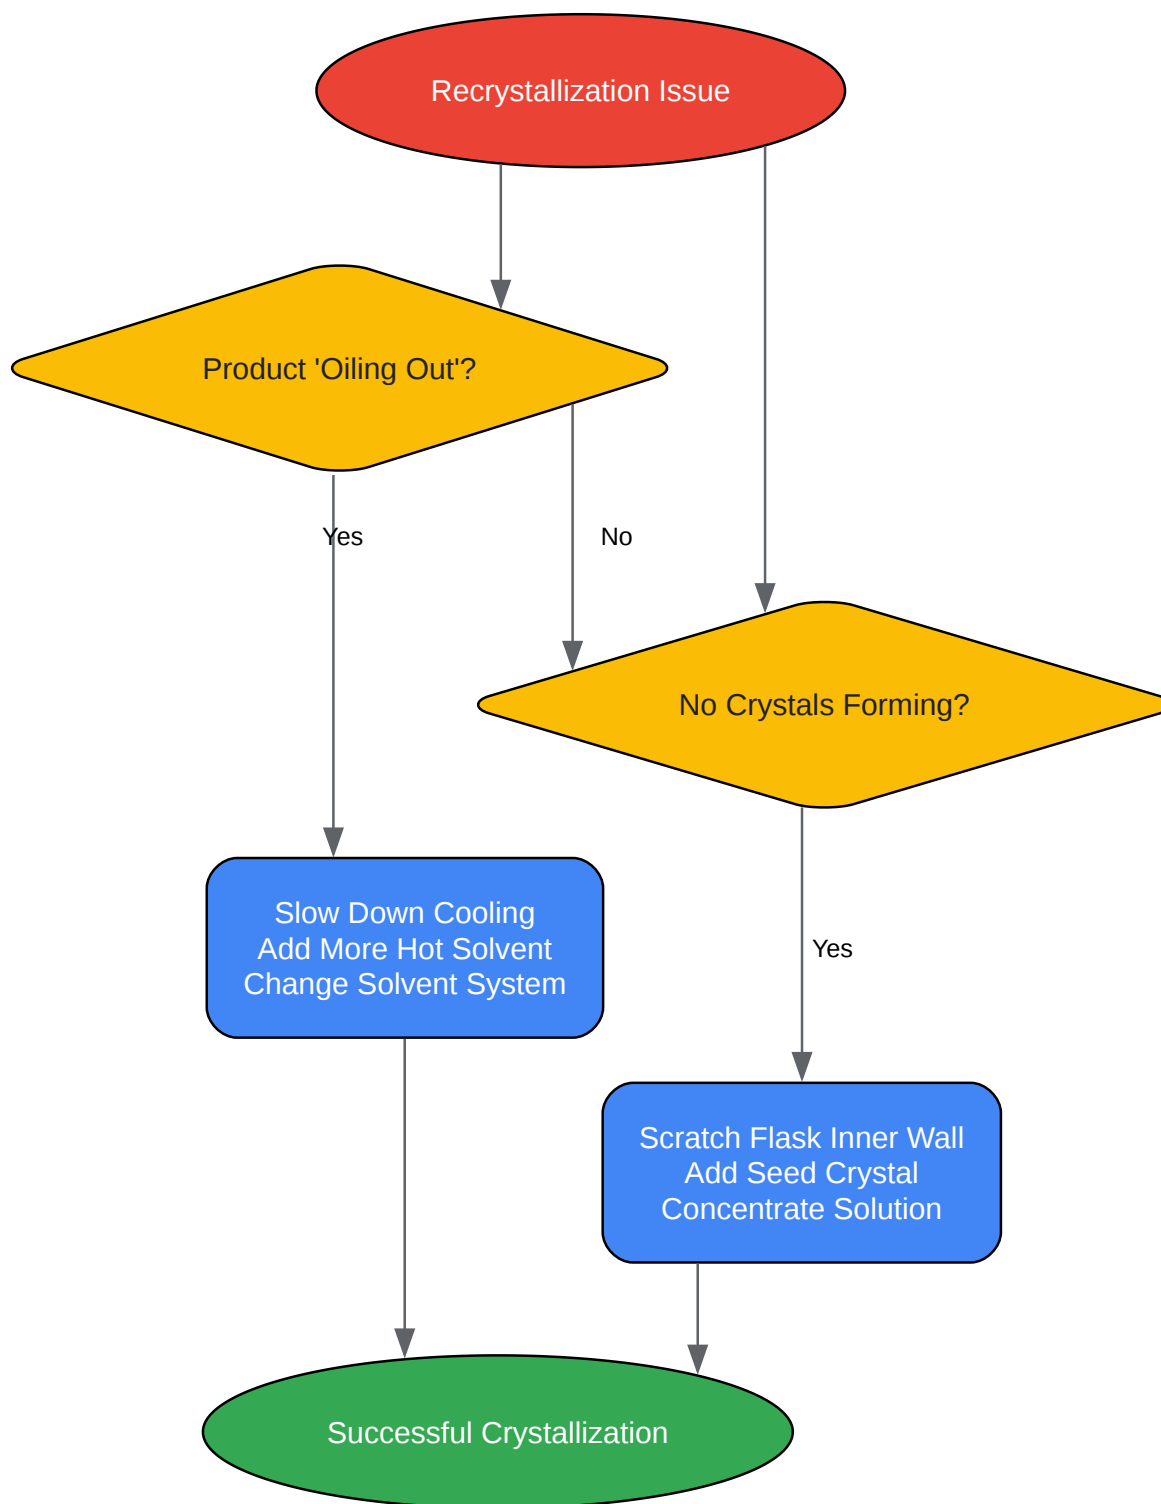 Recrystallization Issue
Product 'Oiling Out'?
Yes
No
No Crystals Forming?
Slow Down Cooling
Add More Hot Solvent
Change Solvent System
Yes
Scratch Flask Inner Wall
Add Seed Crystal
Concentrate Solution
Successful Crystallization